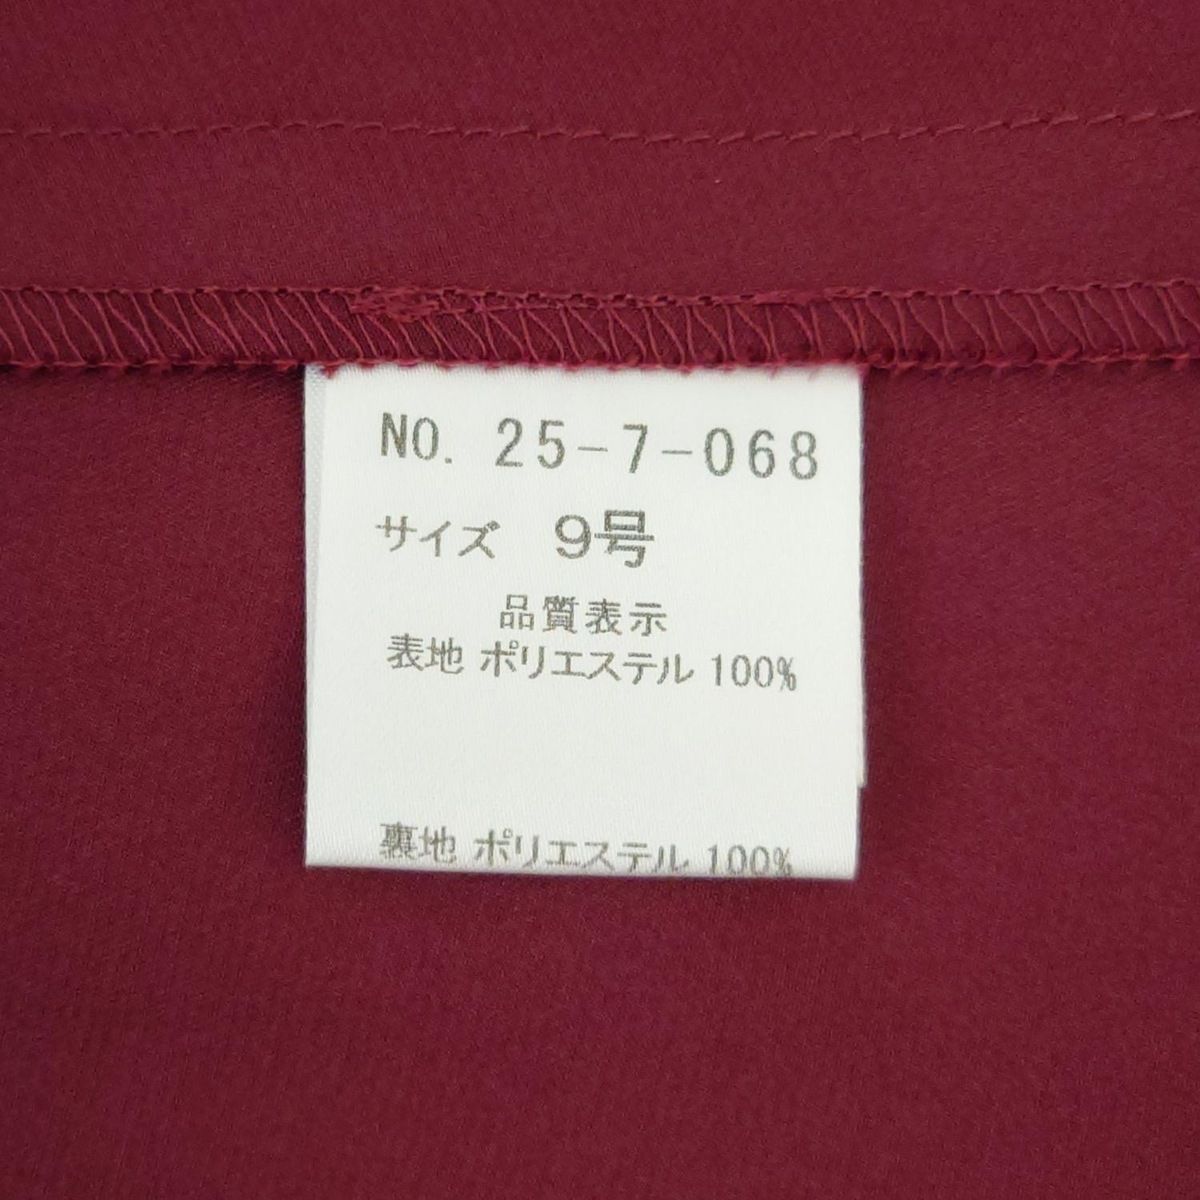 NO. 25-7-068
サイズ 9号
品質表示
表地 ポリエステル 100%
裏地 ポリエステル 100%